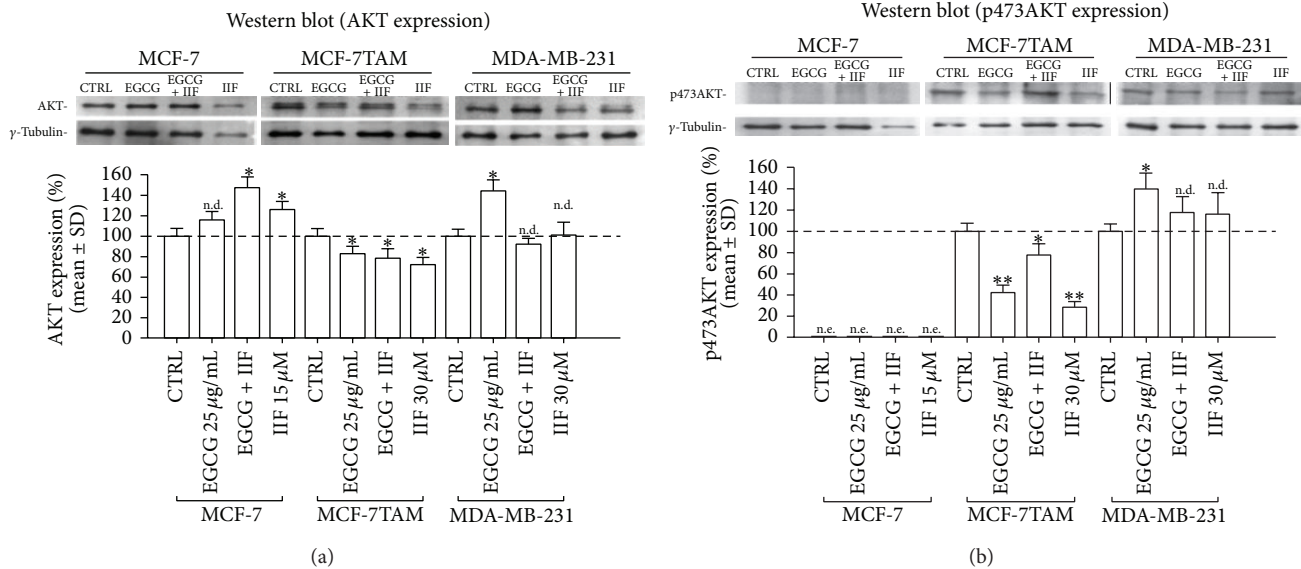 Western blot (AKT expression)
MCF-7 MCF-7TAM MDA-MB-231
CTRL EGCG EGCG + IIF IIF CTRL EGCG EGCG + IIF IIF CTRL EGCG EGCG + IIF IIF
AKT-
γ-Tubulin-
AKT expression (%)
(mean ± SD)
160
140
120
100
80
60
40
20
0
n.d. * * * * * * n.d. n.d.
CTRL
EGCG 25 μg/mL
EGCG + IIF
IIF 15 μM
CTRL
EGCG 25 μg/mL
EGCG + IIF
IIF 30 μM
CTRL
EGCG 25 μg/mL
EGCG + IIF
IIF 30 μM
MCF-7 MCF-7TAM MDA-MB-231
(a)
Western blot (p473AKT expression)
MCF-7 MCF-7TAM MDA-MB-231
CTRL EGCG EGCG + IIF IIF CTRL EGCG EGCG + IIF IIF CTRL EGCG EGCG + IIF IIF
p473AKT-
γ-Tubulin-
p473AKT expression (%)
(mean ± SD)
160
140
120
100
80
60
40
20
0
n.e. n.e. n.e. n.e. ** * ** * n.d. n.d.
CTRL
EGCG 25 μg/mL
EGCG + IIF
IIF 15 μM
CTRL
EGCG 25 μg/mL
EGCG + IIF
IIF 30 μM
CTRL
EGCG 25 μg/mL
EGCG + IIF
IIF 30 μM
MCF-7 MCF-7TAM MDA-MB-231
(b)